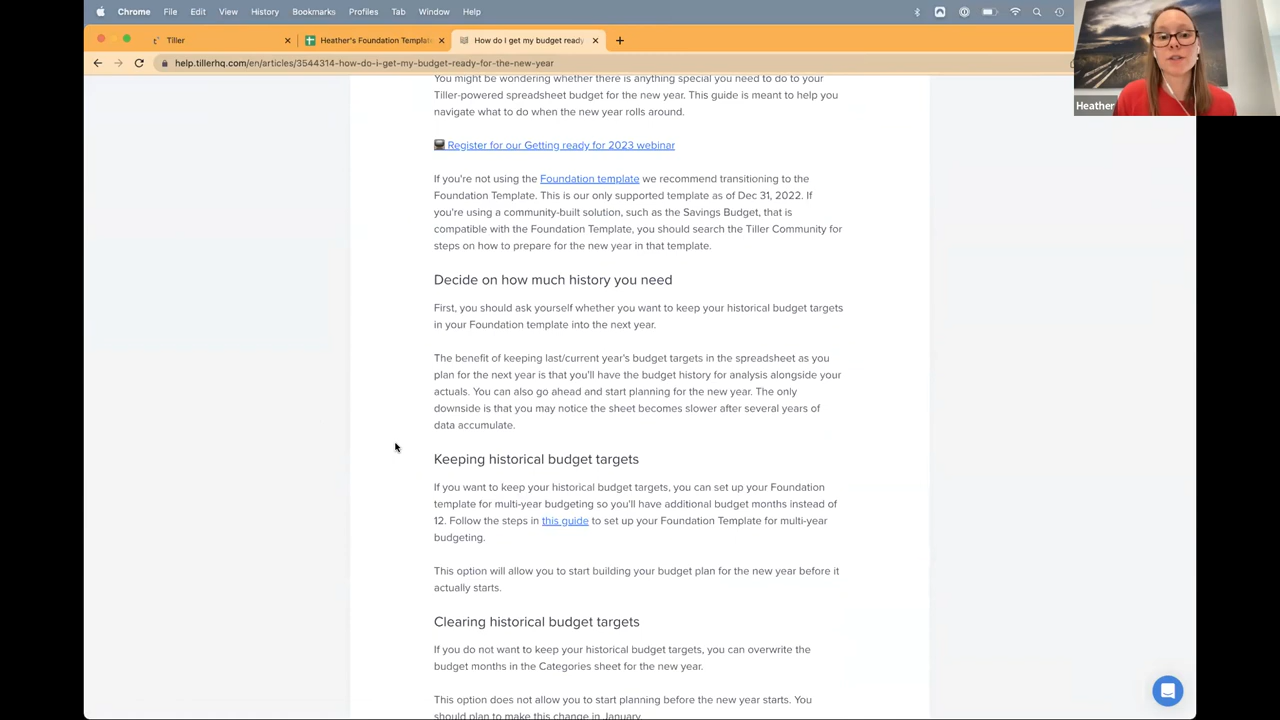 Chrome File Edit View History Bookmarks Profiles Tab Window Help
Tiller
Heather's Foundation Templat
How do I get my budget ready
help.tillerhq.com/en/articles/3544314-how-do-i-get-my-budget-ready-for-the-new-year
Heather
You might be wondering whether there is anything special you need to do to your
Tiller-powered spreadsheet budget for the new year. This guide is meant to help you
navigate what to do when the new year rolls around.
Register for our Getting ready for 2023 webinar
If you're not using the Foundation template we recommend transitioning to the
Foundation Template. This is our only supported template as of Dec 31, 2022. If
you're using a community-built solution, such as the Savings Budget, that is
compatible with the Foundation Template, you should search the Tiller Community for
steps on how to prepare for the new year in that template.
Decide on how much history you need
First, you should ask yourself whether you want to keep your historical budget targets
in your Foundation template into the next year.
The benefit of keeping last/current year's budget targets in the spreadsheet as you
plan for the next year is that you'll have the budget history for analysis alongside your
actuals. You can also go ahead and start planning for the new year. The only
downside is that you may notice the sheet becomes slower after several years of
data accumulate.
Keeping historical budget targets
If you want to keep your historical budget targets, you can set up your Foundation
template for multi-year budgeting so you'll have additional budget months instead of
12. Follow the steps in this guide to set up your Foundation Template for multi-year
budgeting.
This option will allow you to start building your budget plan for the new year before it
actually starts.
Clearing historical budget targets
If you do not want to keep your historical budget targets, you can overwrite the
budget months in the Categories sheet for the new year.
This option does not allow you to start planning before the new year starts. You
should plan to make this change in January.